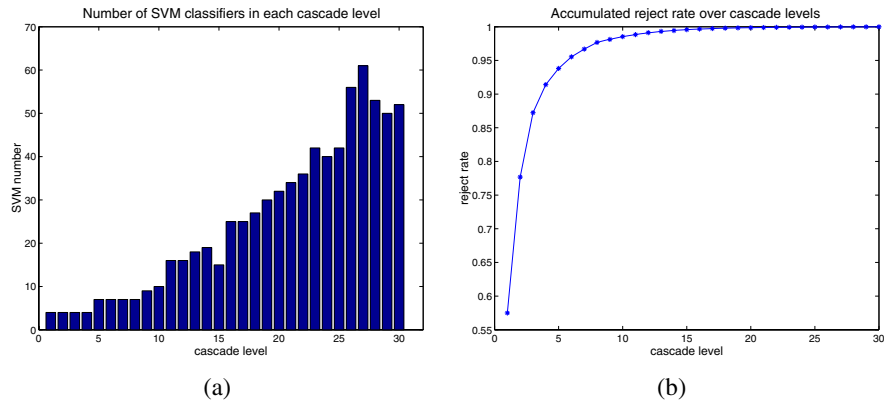 Number of SVM classifiers in each cascade level
70
60
50
40
30
20
10
0
SVM number
0 5 10 15 20 25 30
cascade level
(a)
Accumulated reject rate over cascade levels
1
0.95
0.9
0.85
0.8
0.75
0.7
0.65
0.6
0.55
reject rate
0 5 10 15 20 25 30
cascade level
(b)